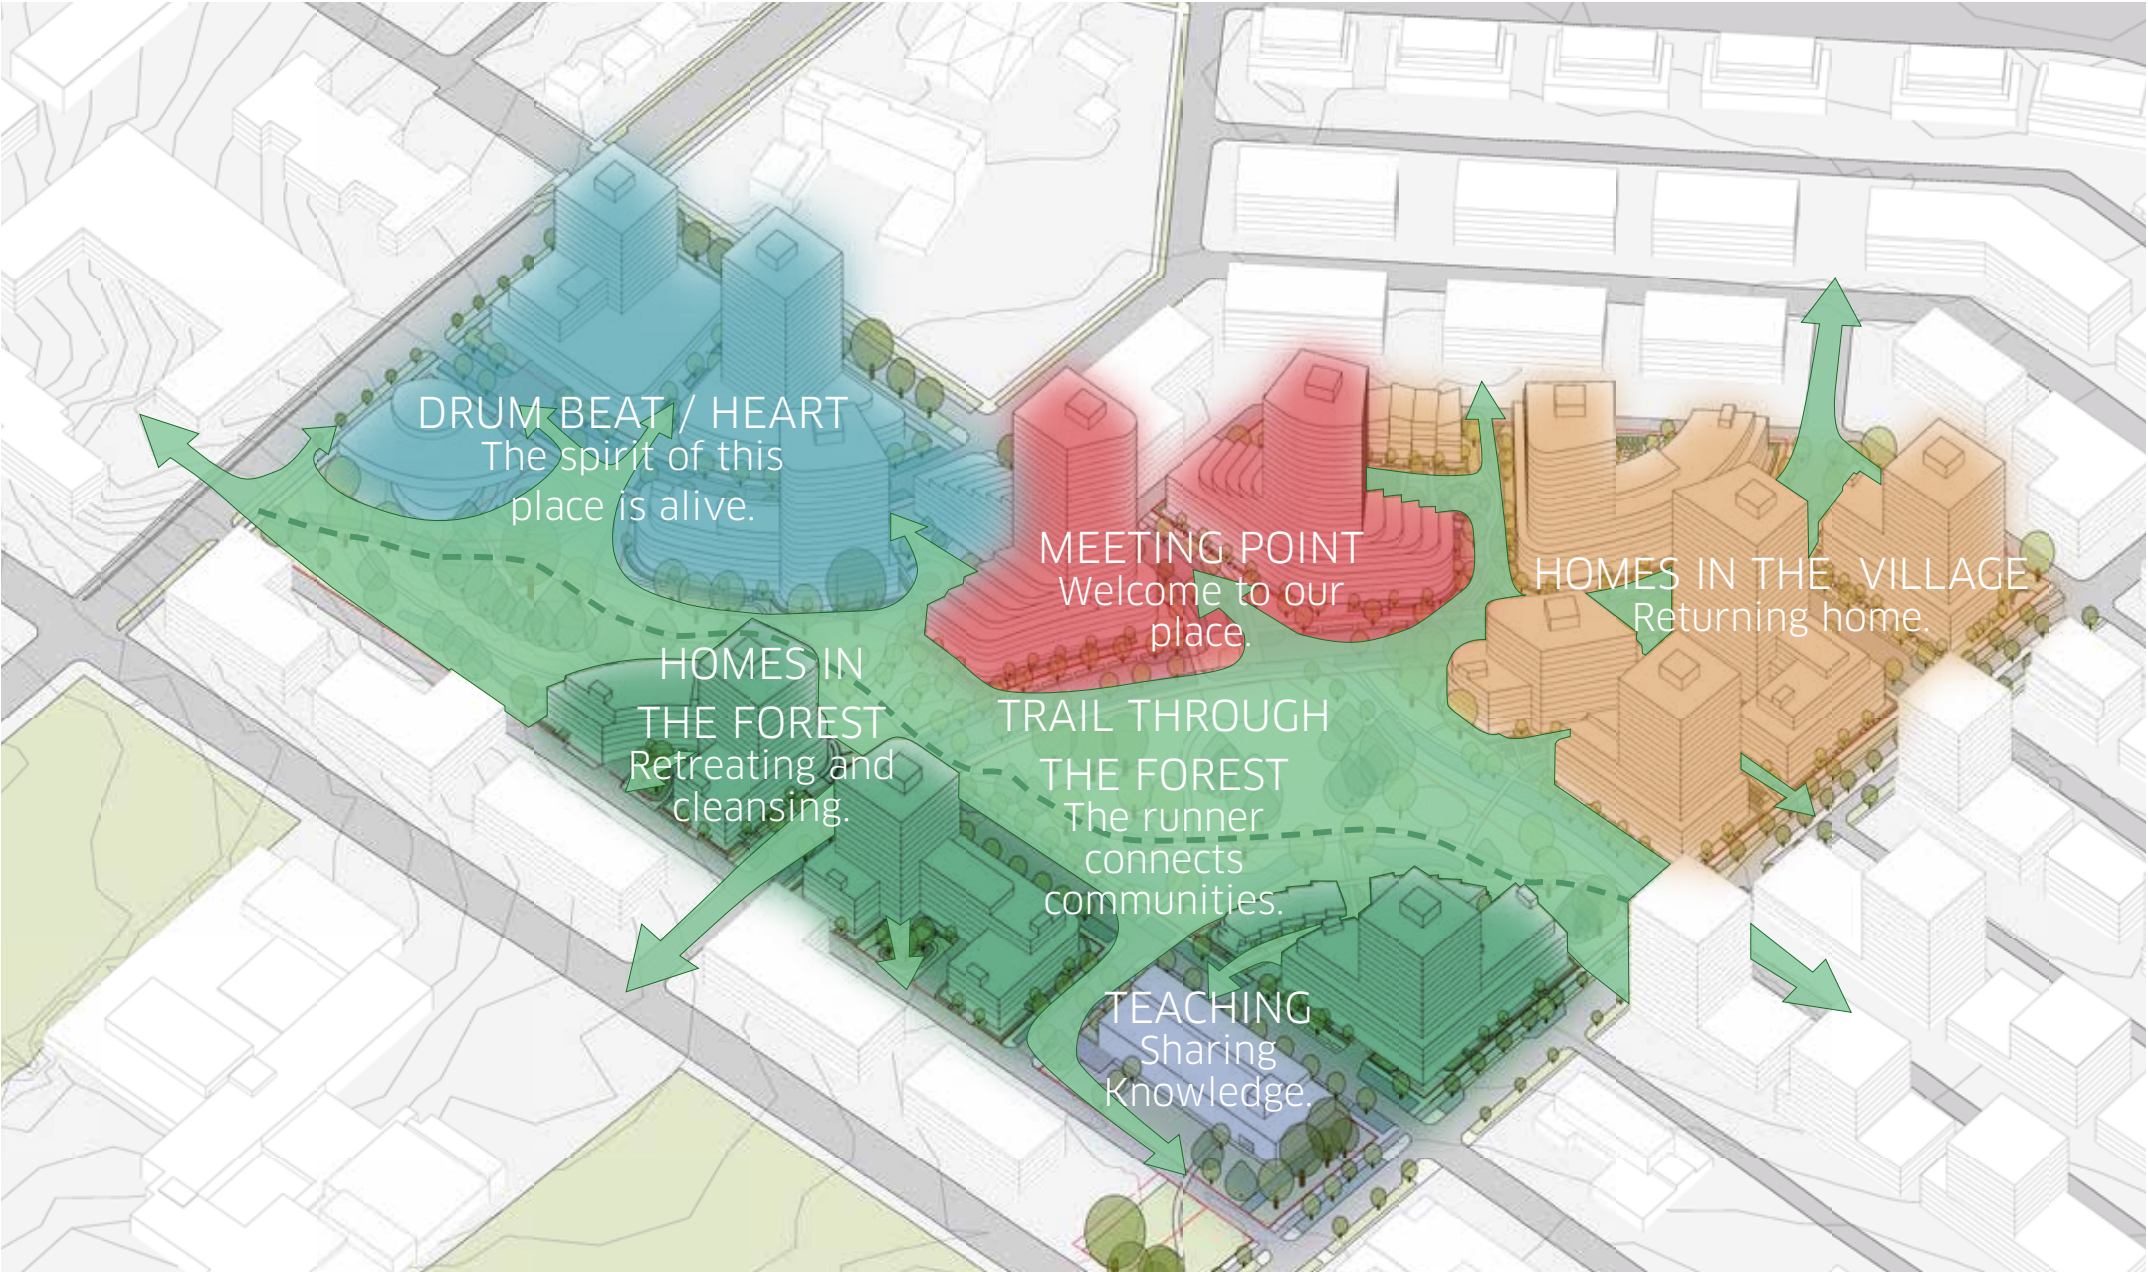 DRUM BEAT / HEART
The spirit of this
place is alive.
MEETING POINT
Welcome to our
place.
HOMES IN THE  VILLAGE
Returning home.
HOMES IN
THE FOREST
Retreating and
cleansing.
TRAIL THROUGH
THE FOREST
The runner
connects
communities.
TEACHING
Sharing
Knowledge.